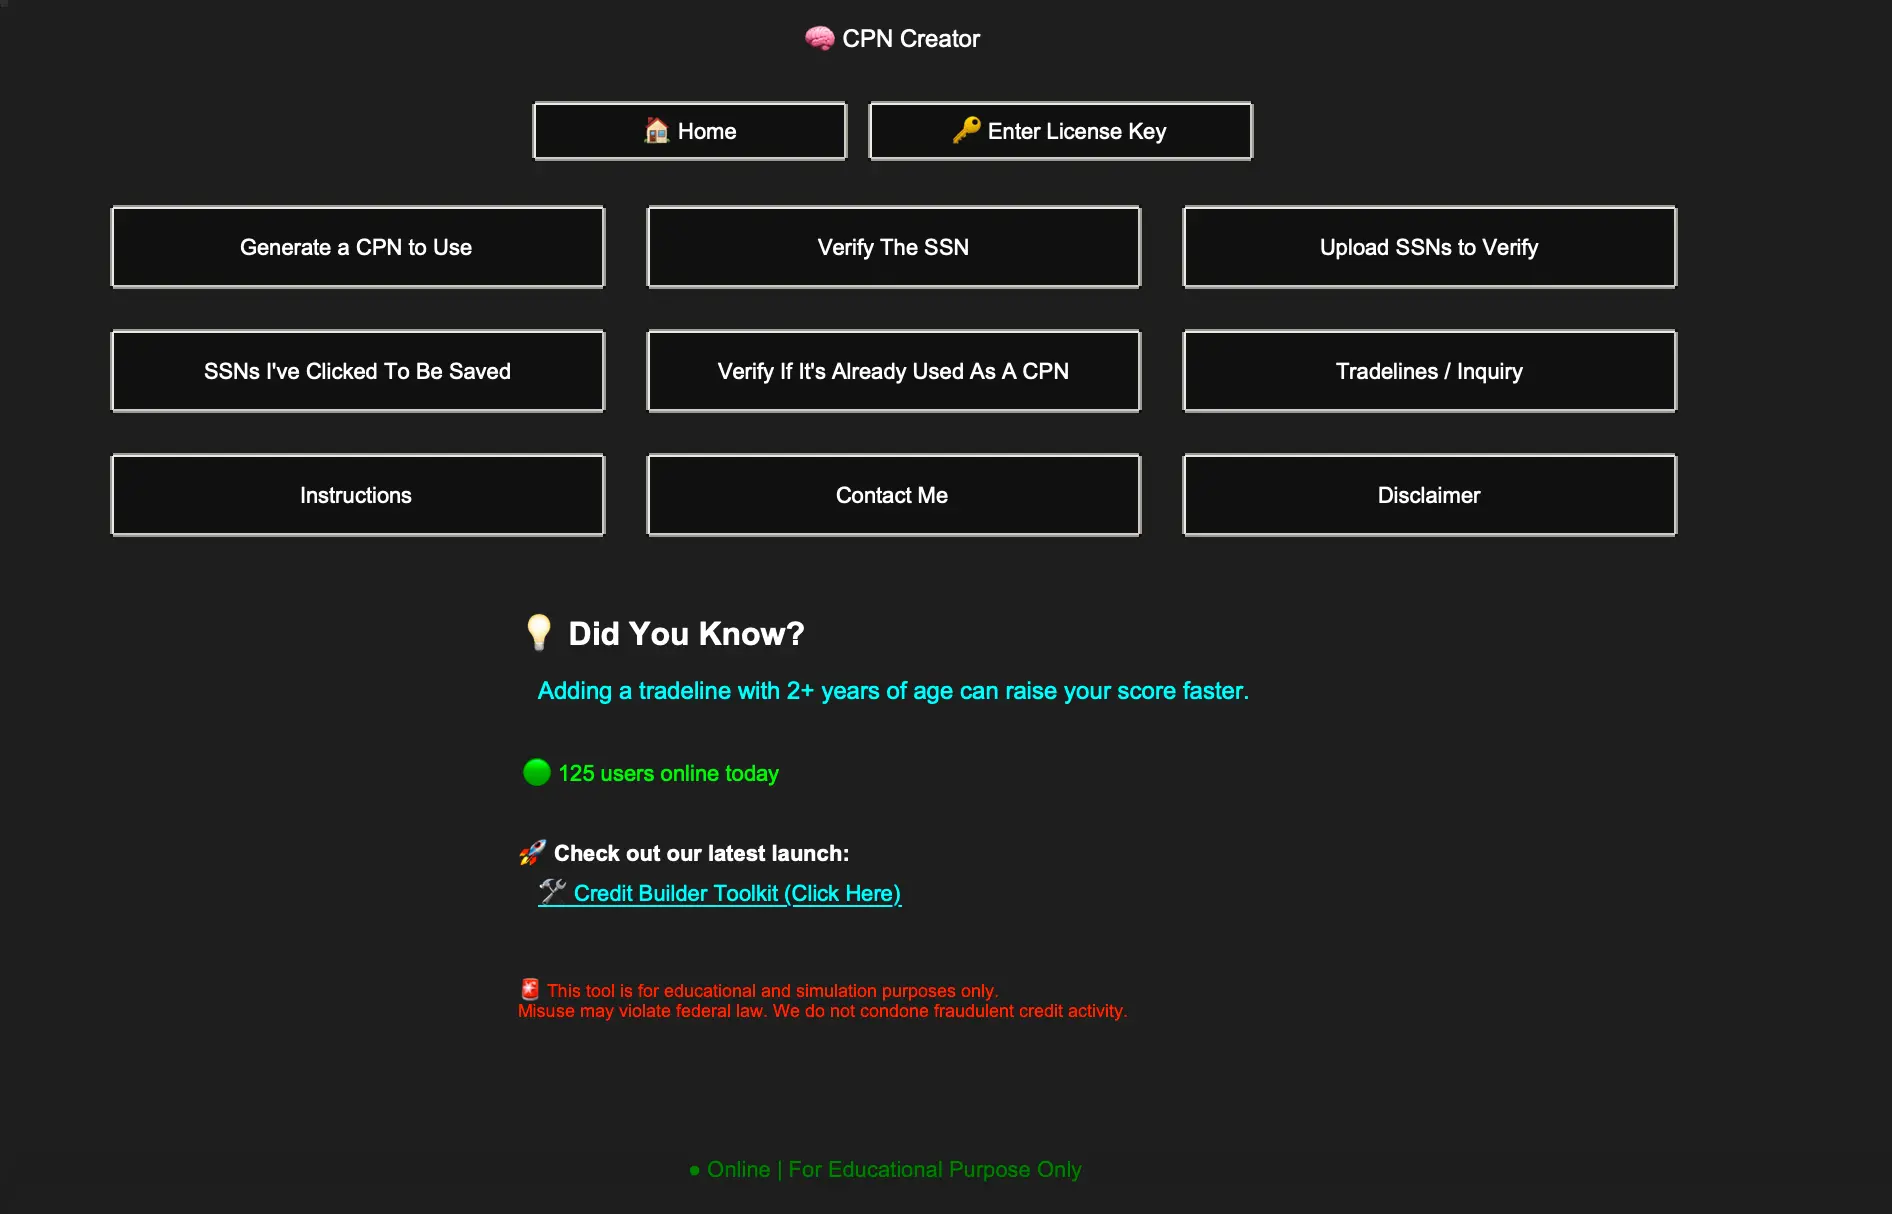 🧠 CPN Creator
🏠 Home
🔑 Enter License Key
Generate a CPN to Use
Verify The SSN
Upload SSNs to Verify
SSNs I've Clicked To Be Saved
Verify If It's Already Used As A CPN
Tradelines / Inquiry
Instructions
Contact Me
Disclaimer
💡 Did You Know?
Adding a tradeline with 2+ years of age can raise your score faster.
🟢 125 users online today
🚀 Check out our latest launch:
🛠 Credit Builder Toolkit (Click Here)
🚨 This tool is for educational and simulation purposes only.
Misuse may violate federal law. We do not condone fraudulent credit activity.
● Online | For Educational Purpose Only